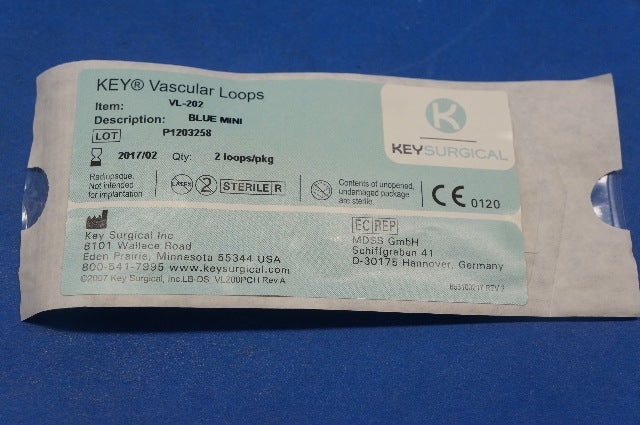 KEY® Vascular Loops
Item: VL-202
Description: BLUE MINI
LOT P1203258
2017/02 Qty: 2 loops/pkg
Radiopaque.
Not intended
for implantation
LATEX
2
STERILE R
Contents of unopened,
undamaged package
are sterile.
CE 0120
K
KEYSURGICAL
Key Surgical Inc
8101 Wallace Road
Eden Prairie, Minnesota 55344 USA
800-541-7995 www.keysurgical.com
©2007 Key Surgical, Inc.LB-DS_VL200PCH Rev A
EC REP
MDSS GmbH
Schiffgraben 41
D-30175 Hannover, Germany
REV 3